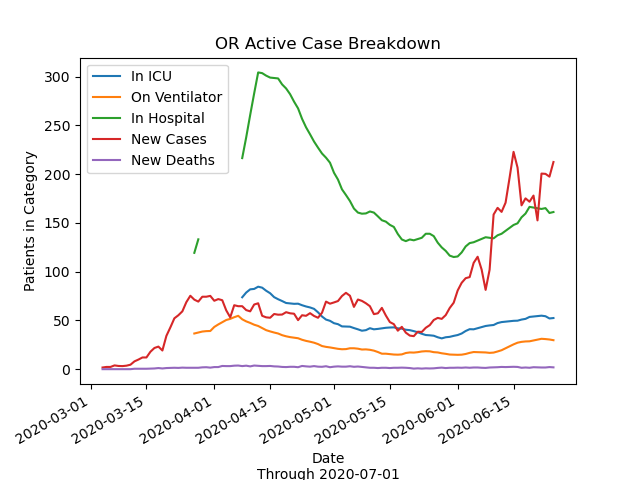 OR Active Case Breakdown
In ICU
On Ventilator
In Hospital
New Cases
New Deaths
Patients in Category
300
250
200
150
100
50
0
2020-03-01
2020-03-15
2020-04-01
2020-04-15
2020-05-01
2020-05-15
2020-06-01
2020-06-15
Date
Through 2020-07-01